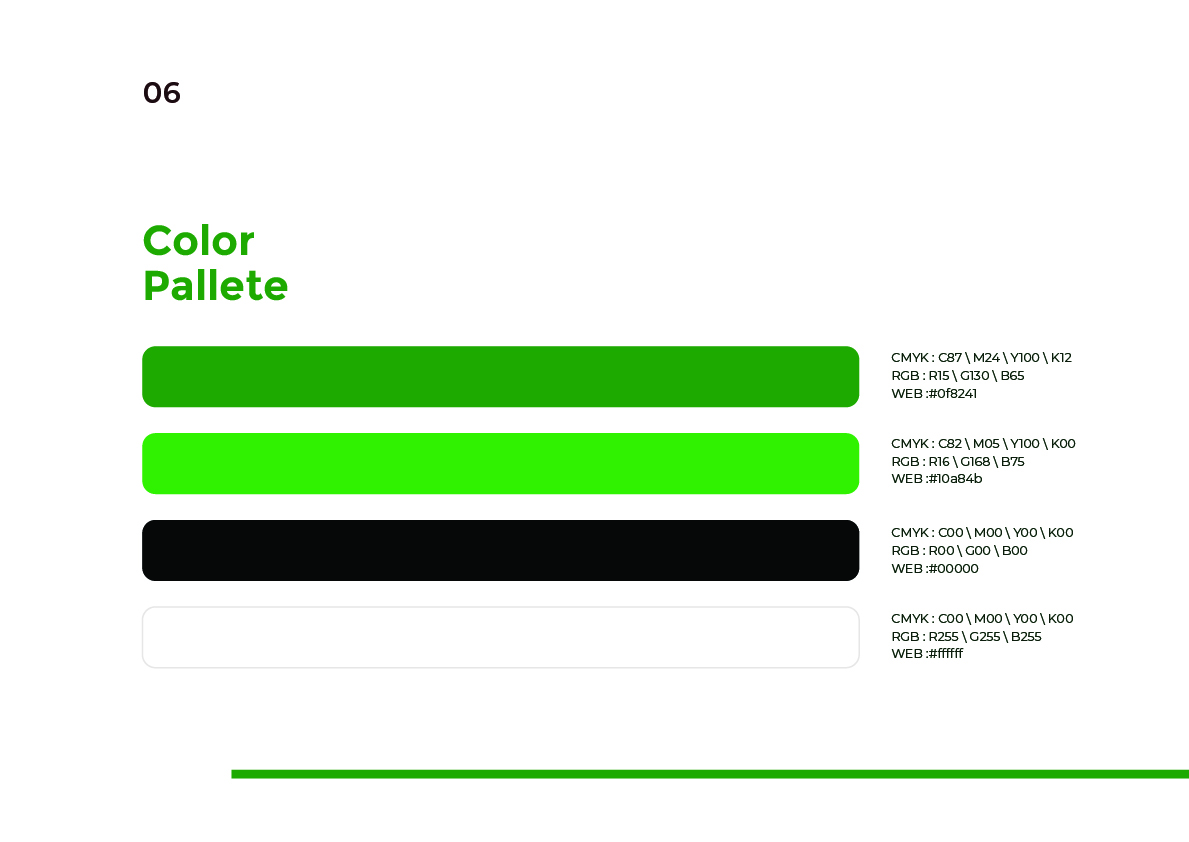 06
Color
Pallete
CMYK : C87 \ M24 \ Y100 \ K12
RGB : R15 \ G130 \ B65
WEB :#0f8241
CMYK : C82 \ M05 \ Y100 \ K00
RGB : R16 \ G168 \ B75
WEB :#10a84b
CMYK : C00 \ M00 \ Y00 \ K00
RGB : R00 \ G00 \ B00
WEB :#00000
CMYK : C00 \ M00 \ Y00 \ K00
RGB : R255 \ G255 \ B255
WEB :#ffffff